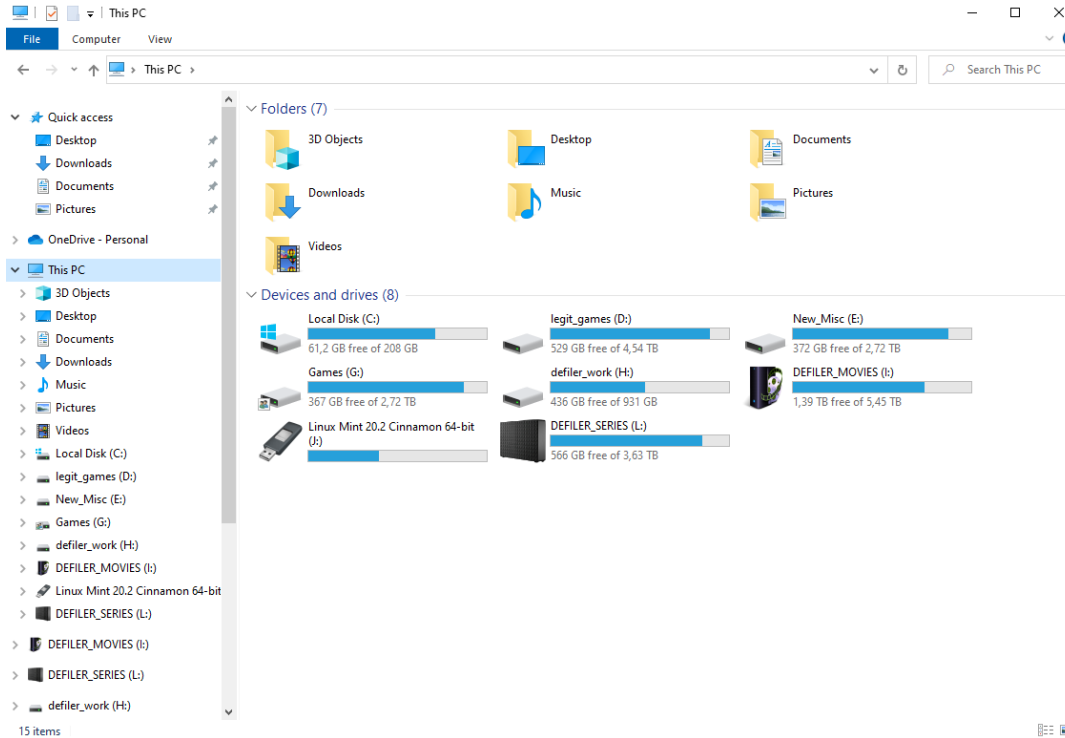 This PC
File Computer View
This PC
Search This PC
Quick access
Desktop
Downloads
Documents
Pictures
OneDrive - Personal
This PC
3D Objects
Desktop
Documents
Downloads
Music
Pictures
Videos
Local Disk (C:)
legit_games (D:)
New_Misc (E:)
Games (G:)
defiler_work (H:)
DEFILER_MOVIES (I:)
Linux Mint 20.2 Cinnamon 64-bit
DEFILER_SERIES (L:)
DEFILER_MOVIES (I:)
DEFILER_SERIES (L:)
defiler_work (H:)
Folders (7)
3D Objects
Desktop
Documents
Downloads
Music
Pictures
Videos
Devices and drives (8)
Local Disk (C:)
61,2 GB free of 208 GB
legit_games (D:)
529 GB free of 4,54 TB
New_Misc (E:)
372 GB free of 2,72 TB
Games (G:)
367 GB free of 2,72 TB
defiler_work (H:)
436 GB free of 931 GB
DEFILER_MOVIES (I:)
1,39 TB free of 5,45 TB
Linux Mint 20.2 Cinnamon 64-bit
(J:)
DEFILER_SERIES (L:)
566 GB free of 3,63 TB
15 items